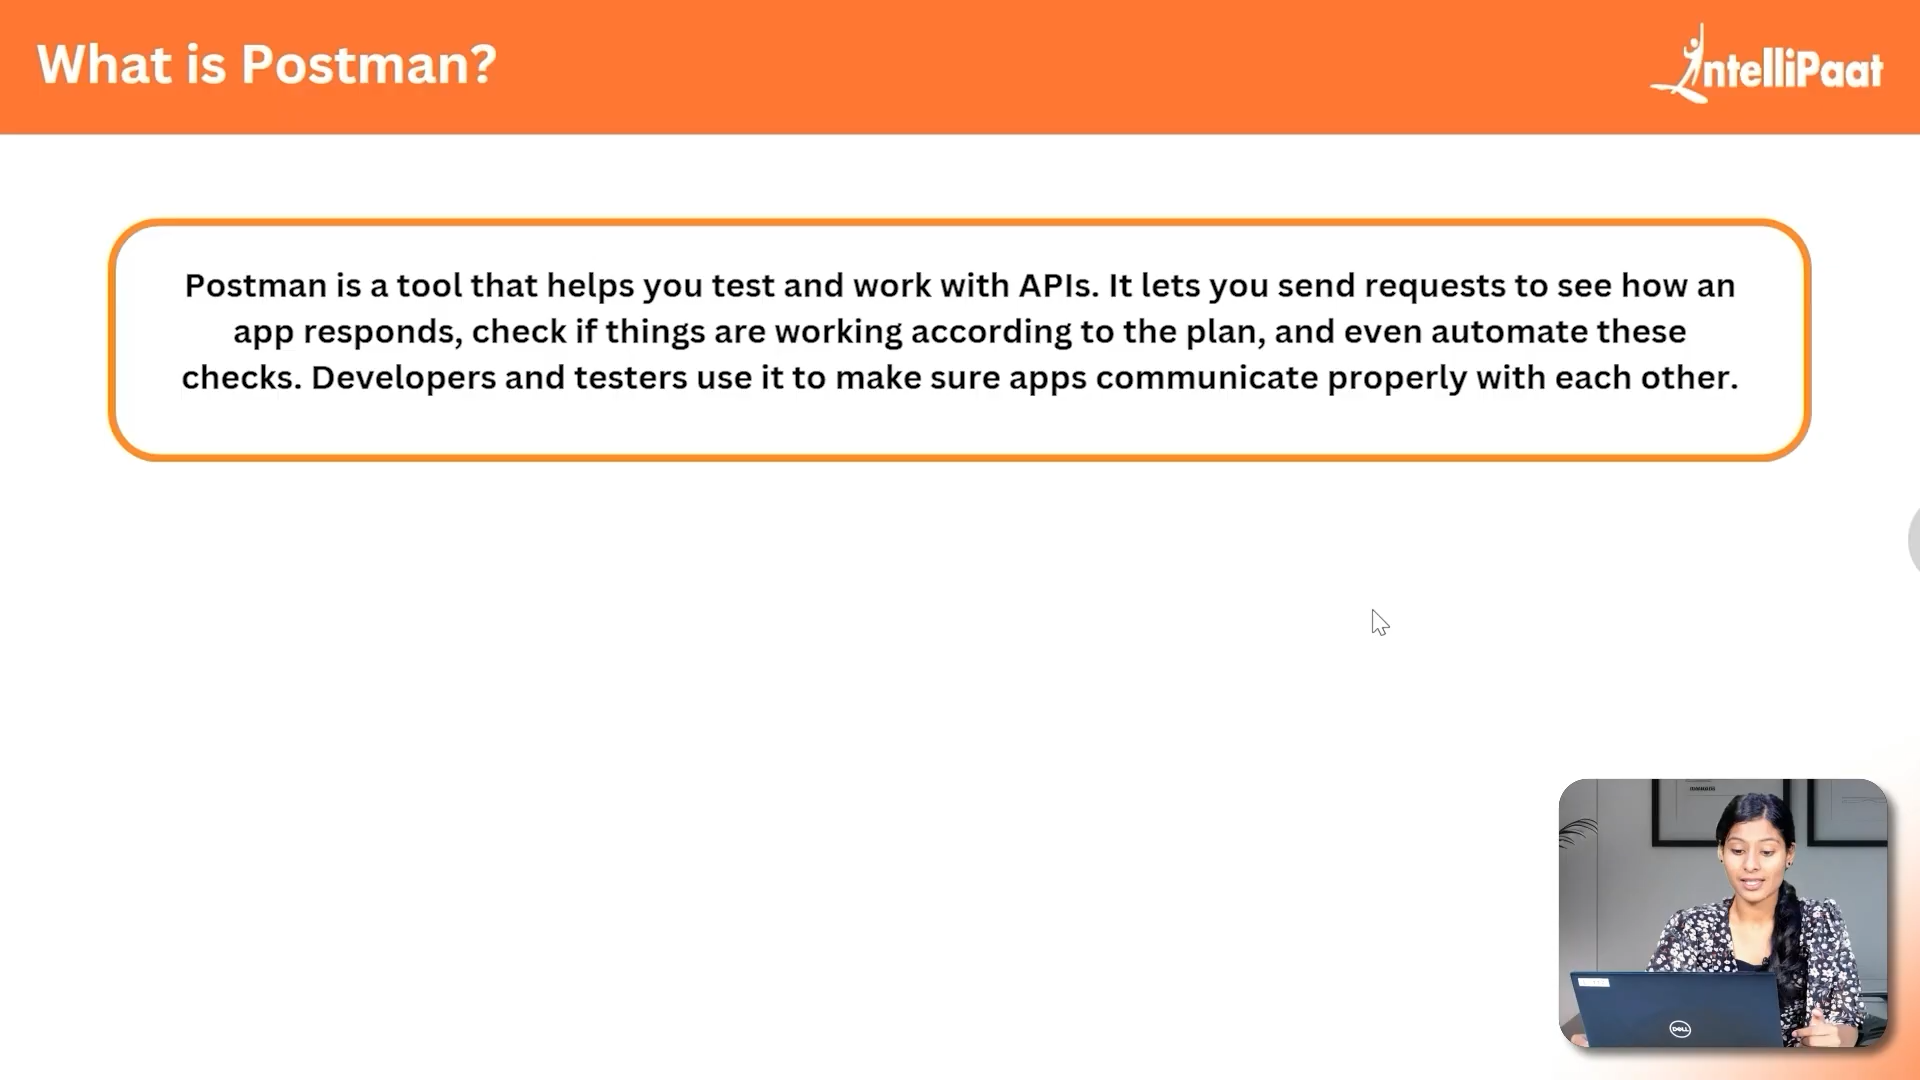 What is Postman?
IntelliPaat
Postman is a tool that helps you test and work with APIs. It lets you send requests to see how an
app responds, check if things are working according to the plan, and even automate these
checks. Developers and testers use it to make sure apps communicate properly with each other.
DELL